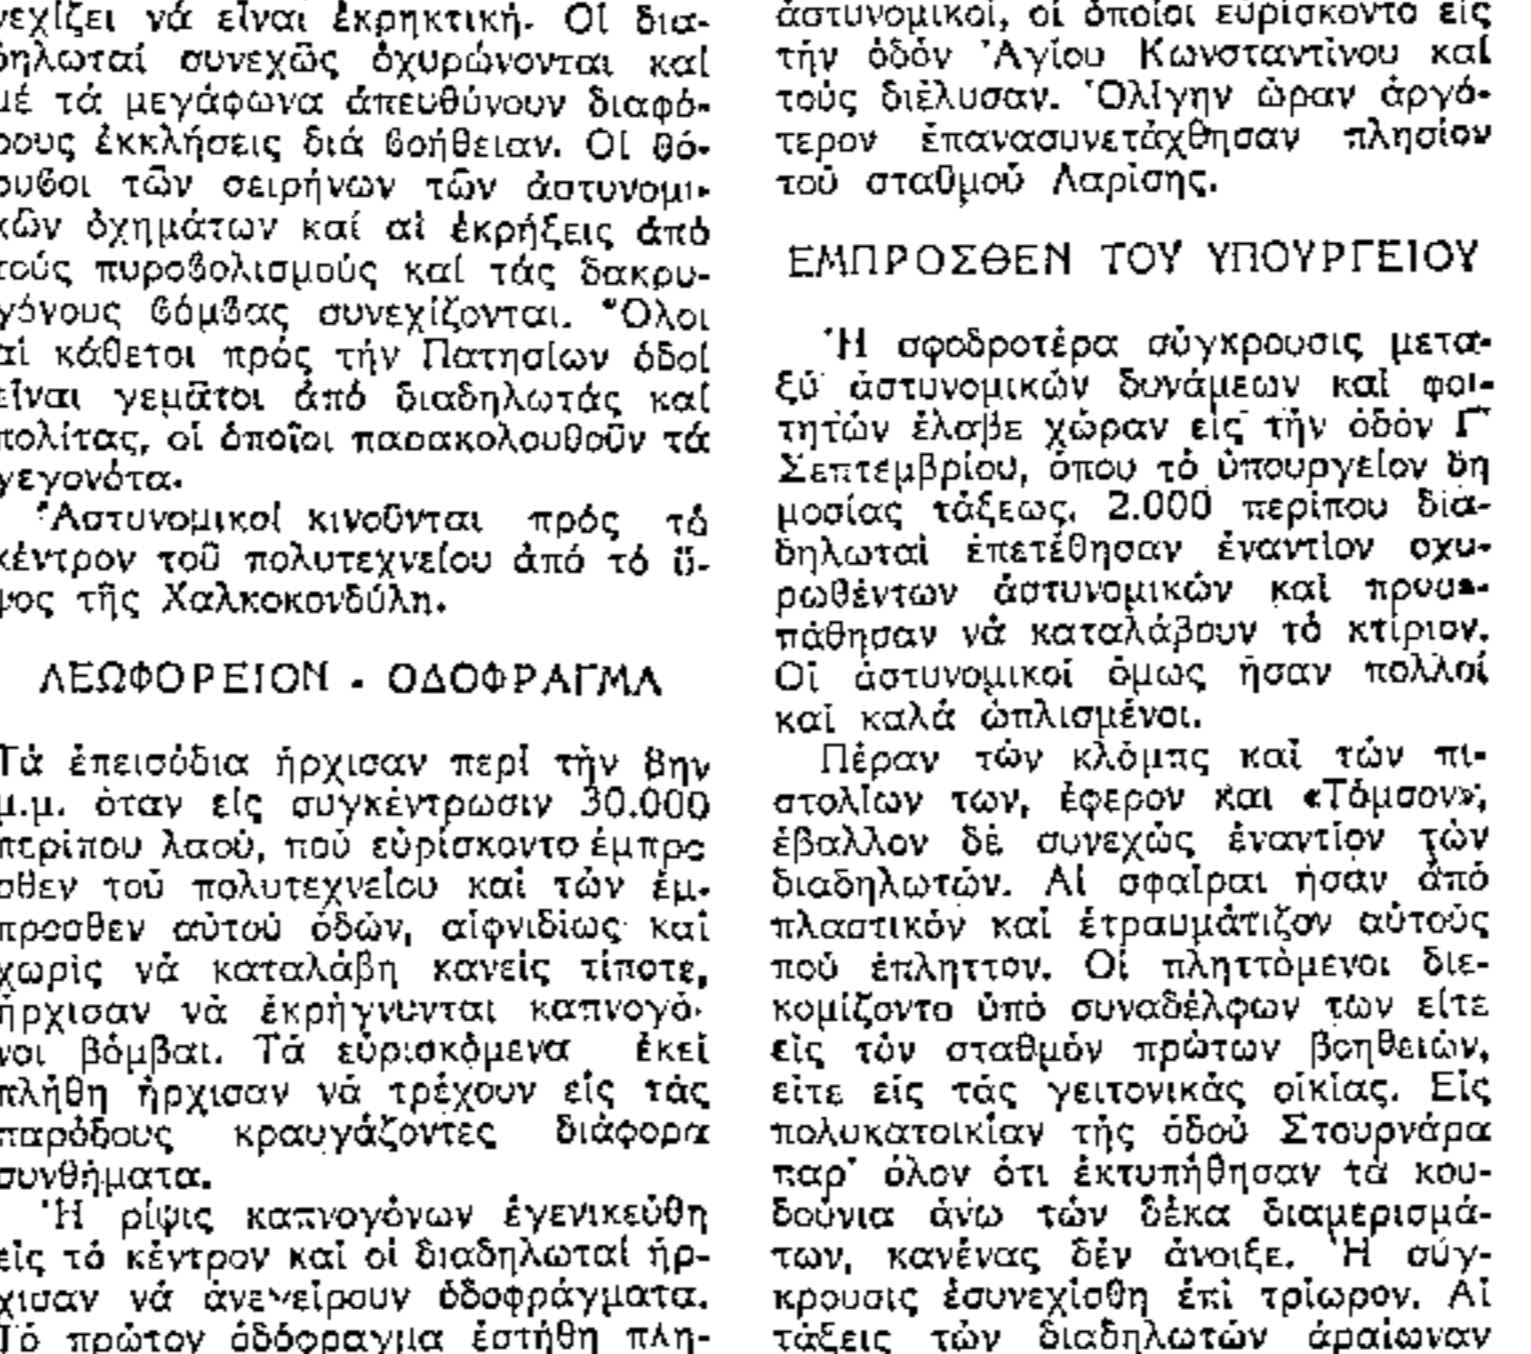 νεχίζει νά εἶναι ἐκρηκτική. Οἱ δια-
δηλωταί συνεχῶς ὀχυρώνονται καί
μέ τά μεγάφωνα ἀπευθύνουν διαφό-
ρους ἐκκλήσεις διά βοήθειαν. Οἱ θό-
ρυβοι τῶν σειρήνων τῶν ἀστυνομι-
κῶν ὀχημάτων καί αἱ ἐκρήξεις ἀπό
τούς πυροβολισμούς καί τάς δακρυ-
γόνους βόμβας συνεχίζονται. Ὅλοι
αἱ κάθετοι πρός τήν Πατησίων ὁδοί
εἶναι γεμᾶτοι ἀπό διαδηλωτάς καί
πολίτας, οἱ ὁποῖοι παρακολουθοῦν τά
γεγονότα.
Ἀστυνομικοί κινοῦνται πρός τό
κέντρον τοῦ πολυτεχνείου ἀπό τό ὕ-
ψος τῆς Χαλκοκονδύλη.
ΛΕΩΦΟΡΕΙΟΝ - ΟΔΟΦΡΑΓΜΑ
Τά ἐπεισόδια ἤρχισαν περί τὴν 8ην
μ.μ. ὅταν εἰς συγκέντρωσιν 30.000
περίπου λαοῦ, πού εὑρίσκοντο ἔμπρο
σθεν τοῦ πολυτεχνείου καί τῶν ἔμ-
προσθεν αὐτοῦ ὁδῶν, αἰφνιδίως καί
χωρίς νά καταλάβη κανείς τίποτε,
ἤρχισαν νά ἐκρήγνυνται καπνογό-
νοι βόμβαι. Τά εὑρισκόμενα ἐκεῖ
πλήθη ἤρχισαν νά τρέχουν εἰς τάς
παρόδους κραυγάζοντες διάφορα
συνθήματα.
Ἡ ρίψις καπνογόνων ἐγενικεύθη
εἰς τό κέντρον καί οἱ διαδηλωταί ἤρ-
χισαν νά ἀνεγείρουν ὁδοφράγματα.
Τό πρῶτον ὁδόφραγμα ἐστήθη πλη-
ἀστυνομικοί, οἱ ὁποῖοι εὑρίσκοντο εἰς
τήν ὁδόν Ἁγίου Κωνσταντίνου καί
τούς διέλυσαν. Ὀλίγην ὥραν ἀργό-
τερον ἐπανασυνετάχθησαν πλησίον
τοῦ σταθμοῦ Λαρίσης.
ΕΜΠΡΟΣΘΕΝ ΤΟΥ ΥΠΟΥΡΓΕΙΟΥ
Ἡ σφοδροτέρα σύγκρουσις μετα-
ξύ ἀστυνομικῶν δυνάμεων καί φοι-
τητῶν ἔλαβε χώραν εἰς τήν ὁδόν Γ΄
Σεπτεμβρίου, ὅπου τό ὑπουργείον δη
μοσίας τάξεως. 2.000 περίπου δια-
δηλωταί ἐπετέθησαν ἐναντίον οχυ-
ρωθέντων ἀστυνομικῶν καί προσ-
πάθησαν νά καταλάβουν τό κτίριον.
Οἱ ἀστυνομικοί ὅμως ἦσαν πολλοί
καί καλά ὡπλισμένοι.
Πέραν τῶν κλόμπς καί τῶν πι-
στολίων των, ἔφερον και «Τόμσον»,
ἔβαλλον δέ συνεχῶς ἐναντίον τῶν
διαδηλωτῶν. Αἱ σφαῖραι ἦσαν ἀπό
πλαστικόν καί ἐτραυμάτιζον αὐτούς
πού ἔπληττον. Οἱ πληττόμενοι διε-
κομίζοντο ὑπό συναδέλφων των εἴτε
εἰς τόν σταθμόν πρώτων βοηθειῶν,
εἴτε εἰς τάς γειτονικάς οἰκίας. Εἰς
πολυκατοικίαν τῆς ὁδοῦ Στουρνάρα
παρ' ὅλον ὅτι ἐκτυπήθησαν τά κου-
δούνια ἄνω τῶν δέκα διαμερισμά-
των, κανένας δέν ἄνοιξε. Ἡ σύγ-
κρουσις ἐσυνεχίσθη ἐπί τρίωρον. Αἱ
τάξεις τῶν διαδηλωτῶν ἀραίωναν